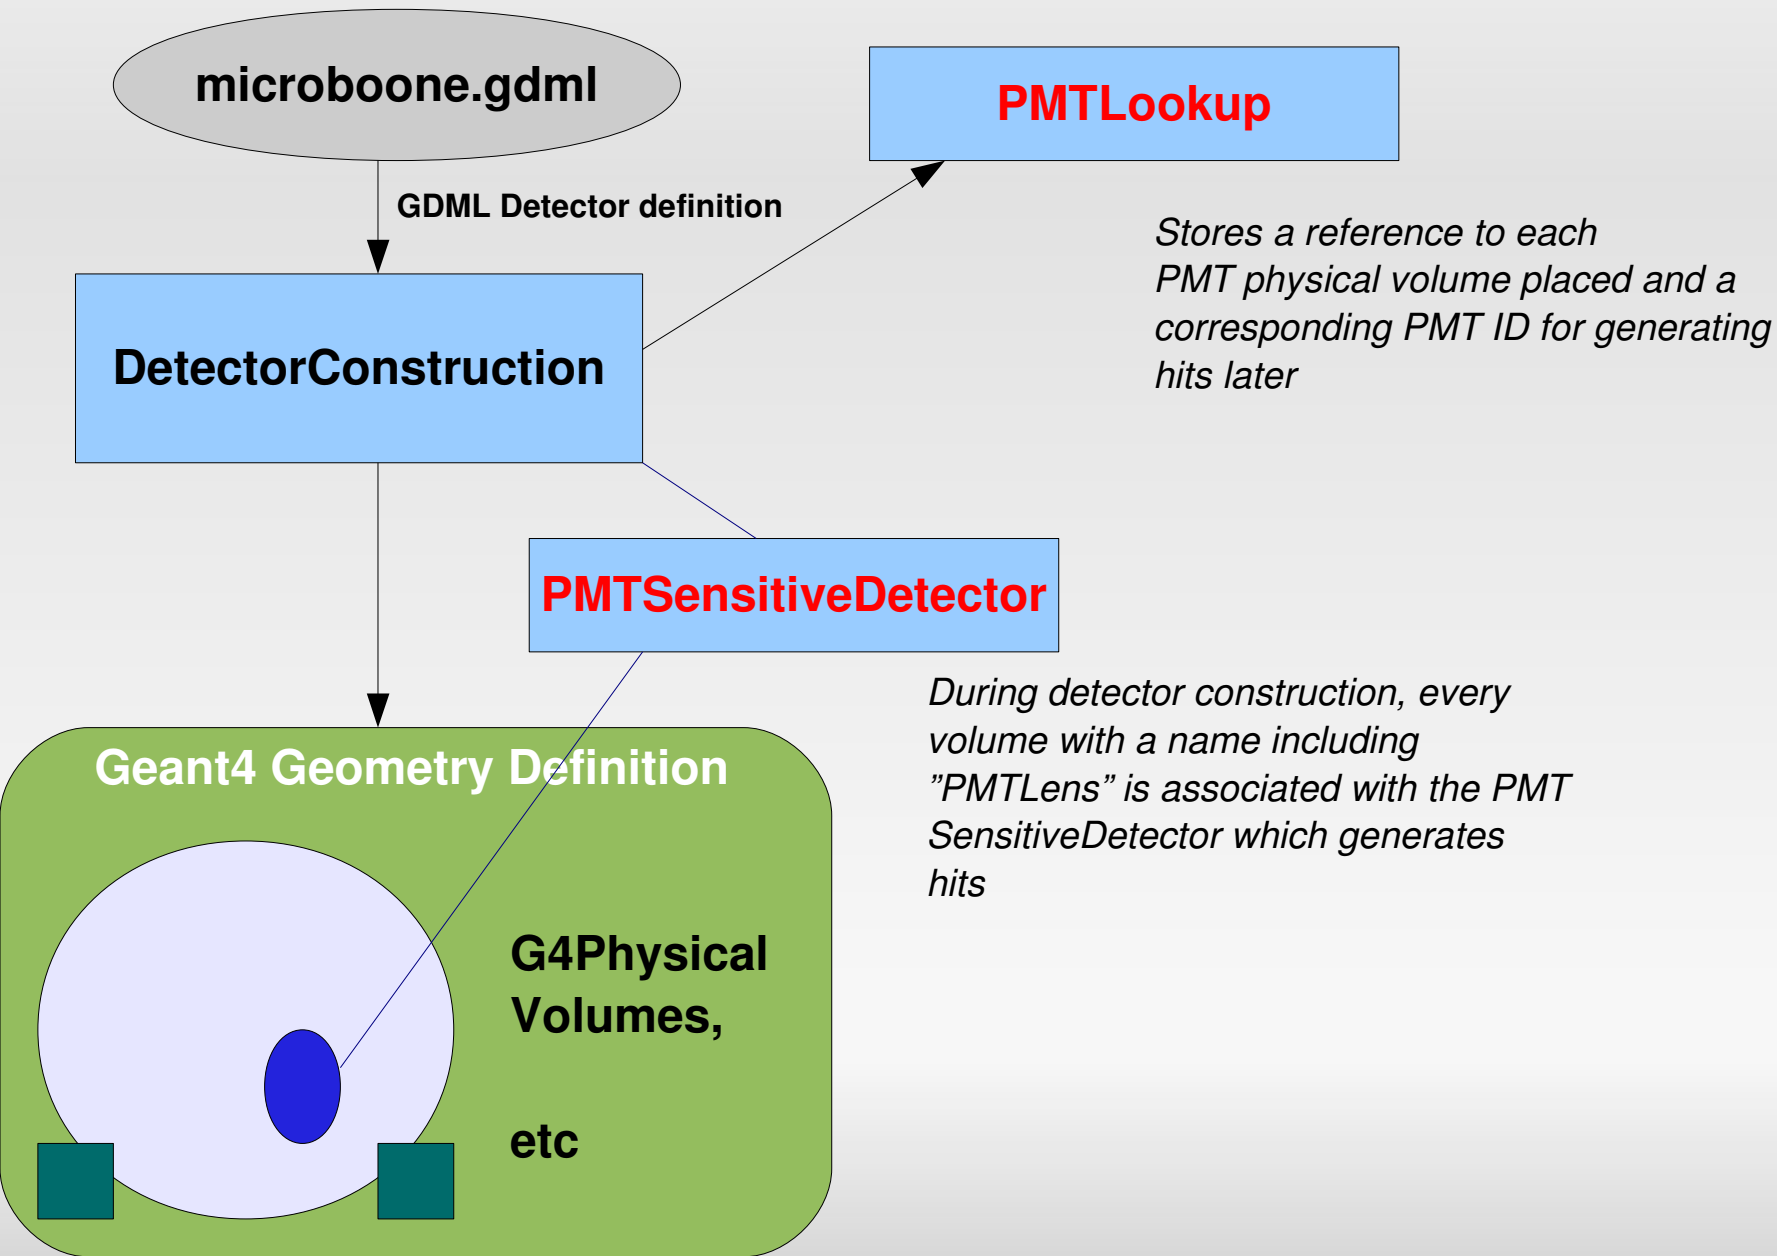 microboone.gdml
PMTLookup
GDML Detector definition
Stores a reference to each
PMT physical volume placed and a
corresponding PMT ID for generating
hits later
DetectorConstruction
PMTSensitiveDetector
During detector construction, every
volume with a name including
”PMTLens” is associated with the PMT
SensitiveDetector which generates
hits
Geant4 Geometry Definition
G4Physical
Volumes,
etc